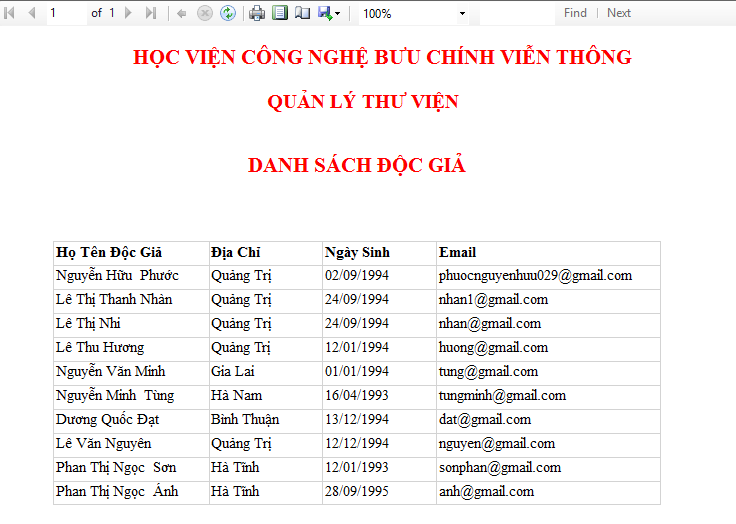 1 of 1 100% Find | Next
HỌC VIỆN CÔNG NGHỆ BƯU CHÍNH VIỄN THÔNG
QUẢN LÝ THƯ VIỆN
DANH SÁCH ĐỘC GIẢ
Họ Tên Độc Giã Địa Chỉ Ngày Sinh Email
Nguyễn Hữu Phước Quảng Trị 02/09/1994 phuocnguyenhuu029@gmail.com
Lê Thị Thanh Nhàn Quảng Trị 24/09/1994 nhan1@gmail.com
Lê Thị Nhi Quảng Trị 24/09/1994 nhan@gmail.com
Lê Thu Hương Quảng Trị 12/01/1994 huong@gmail.com
Nguyễn Văn Minh Gia Lai 01/01/1994 tung@gmail.com
Nguyễn Minh Tùng Hà Nam 16/04/1993 tungminh@gmail.com
Dương Quốc Đạt Bình Thuận 13/12/1994 dat@gmail.com
Lê Văn Nguyên Quảng Trị 12/12/1994 nguyen@gmail.com
Phan Thị Ngọc Sơn Hà Tĩnh 12/01/1993 sonphan@gmail.com
Phan Thị Ngọc Ánh Hà Tĩnh 28/09/1995 anh@gmail.com